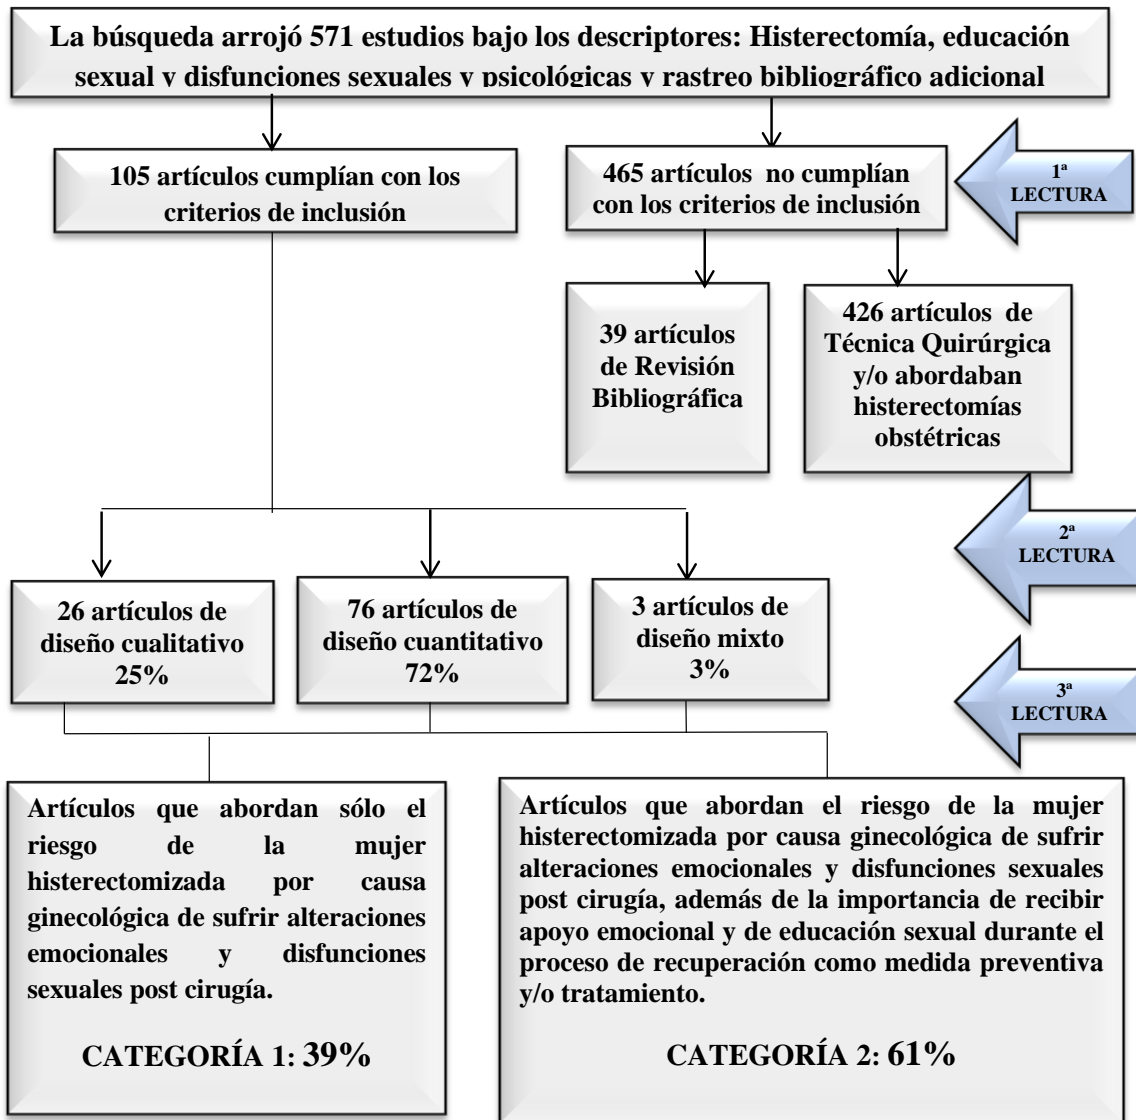 La búsqueda arrojó 571 estudios bajo los descriptores: Histerectomía, educación
sexual y disfunciones sexuales y psicológicas y rastreo bibliográfico adicional
105 artículos cumplían con los
criterios de inclusión
465 artículos no cumplían
con los criterios de inclusión
1ª
LECTURA
39 artículos
de Revisión
Bibliográfica
426 artículos de
Técnica Quirúrgica
y/o abordaban
histerectomías
obstétricas
2ª
LECTURA
26 artículos de
diseño cualitativo
25%
76 artículos de
diseño cuantitativo
72%
3 artículos de
diseño mixto
3%
3ª
LECTURA
Artículos que abordan sólo el
riesgo de la mujer
histerectomizada por causa
ginecológica de sufrir alteraciones
emocionales y disfunciones
sexuales post cirugía.
CATEGORÍA 1: 39%
Artículos que abordan el riesgo de la mujer
histerectomizada por causa ginecológica de sufrir
alteraciones emocionales y disfunciones sexuales
post cirugía, además de la importancia de recibir
apoyo emocional y de educación sexual durante el
proceso de recuperación como medida preventiva
y/o tratamiento.
CATEGORÍA 2: 61%